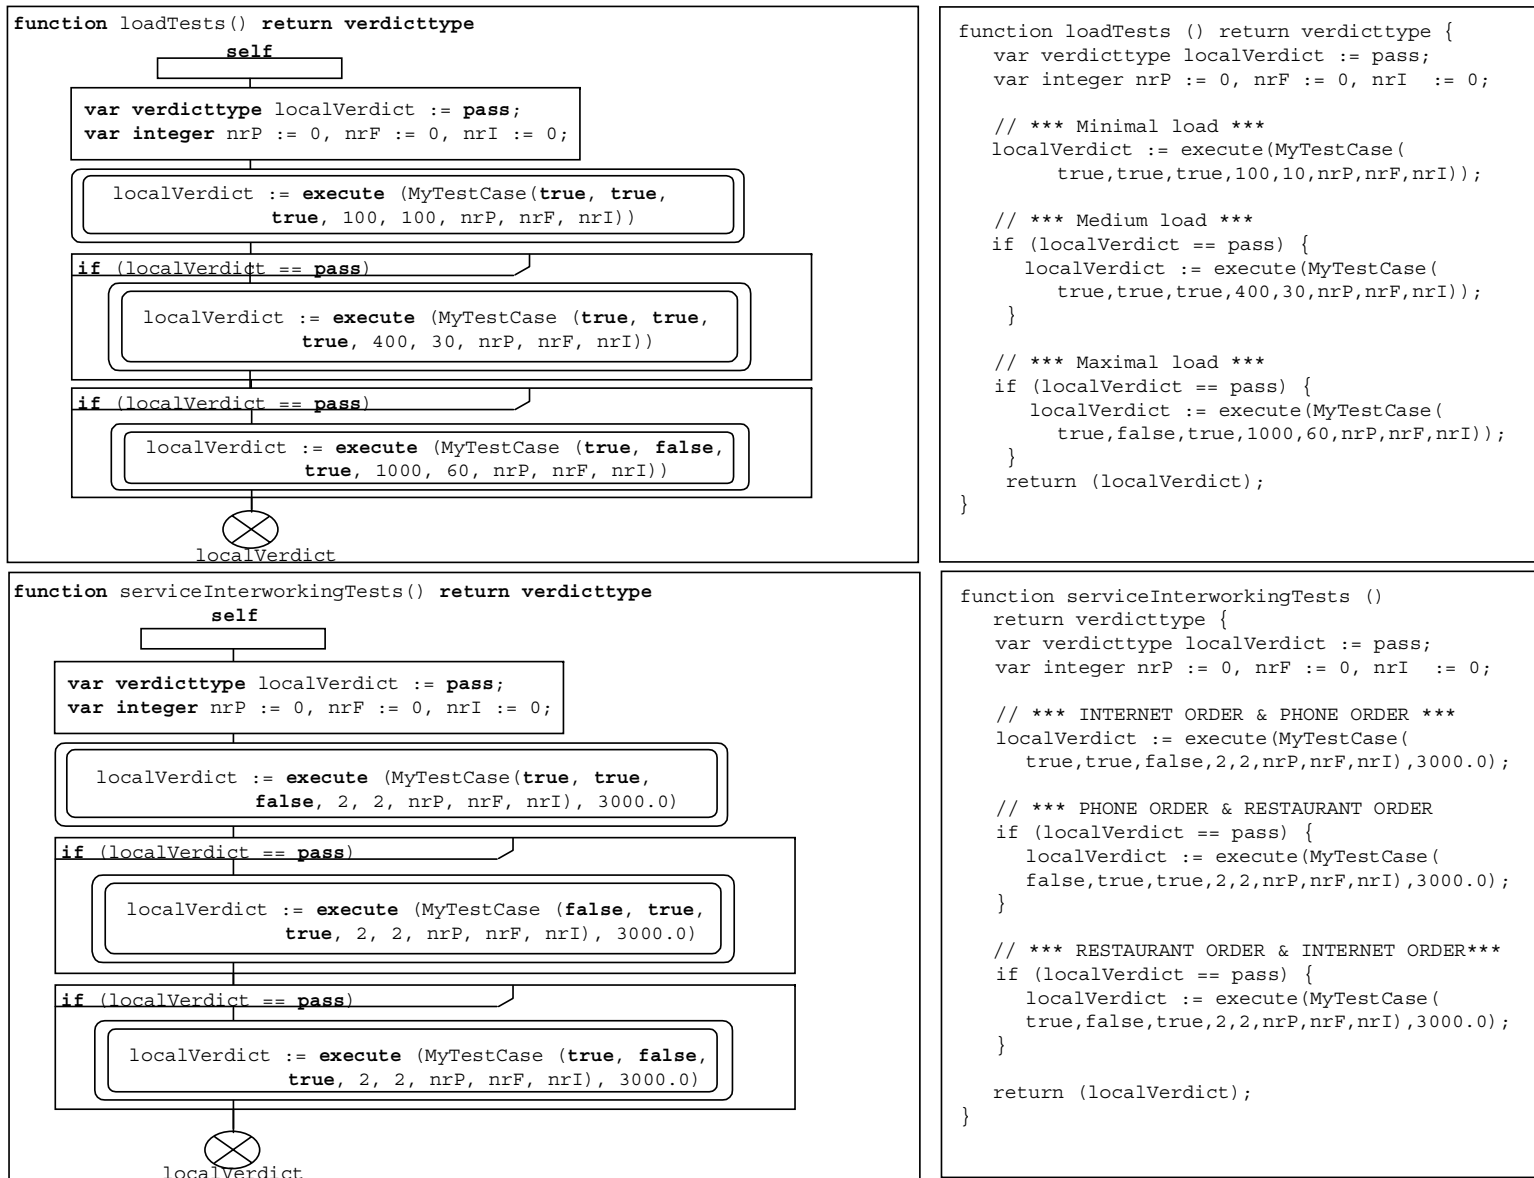 function loadTests() return verdicttype
self
var verdicttype localVerdict := pass;
var integer nrP := 0, nrF := 0, nrI := 0;
localVerdict := execute (MyTestCase(true, true,
true, 100, 100, nrP, nrF, nrI))
if (localVerdict == pass)
localVerdict := execute (MyTestCase (true, true,
true, 400, 30, nrP, nrF, nrI))
if (localVerdict == pass)
localVerdict := execute (MyTestCase (true, false,
true, 1000, 60, nrP, nrF, nrI))
localVerdict
function loadTests () return verdicttype {
var verdicttype localVerdict := pass;
var integer nrP := 0, nrF := 0, nrI  := 0;
// *** Minimal load ***
localVerdict := execute(MyTestCase(
true,true,true,100,10,nrP,nrF,nrI));
// *** Medium load ***
if (localVerdict == pass) {
localVerdict := execute(MyTestCase(
true,true,true,400,30,nrP,nrF,nrI));
}
// *** Maximal load ***
if (localVerdict == pass) {
localVerdict := execute(MyTestCase(
true,false,true,1000,60,nrP,nrF,nrI));
}
return (localVerdict);
}
function serviceInterworkingTests() return verdicttype
self
var verdicttype localVerdict := pass;
var integer nrP := 0, nrF := 0, nrI := 0;
localVerdict := execute (MyTestCase(true, true,
false, 2, 2, nrP, nrF, nrI), 3000.0)
if (localVerdict == pass)
localVerdict := execute (MyTestCase (false, true,
true, 2, 2, nrP, nrF, nrI), 3000.0)
if (localVerdict == pass)
localVerdict := execute (MyTestCase (true, false,
true, 2, 2, nrP, nrF, nrI), 3000.0)
localVerdict
function serviceInterworkingTests ()
return verdicttype {
var verdicttype localVerdict := pass;
var integer nrP := 0, nrF := 0, nrI  := 0;
// *** INTERNET ORDER & PHONE ORDER ***
localVerdict := execute(MyTestCase(
true,true,false,2,2,nrP,nrF,nrI),3000.0);
// *** PHONE ORDER & RESTAURANT ORDER
if (localVerdict == pass) {
localVerdict := execute(MyTestCase(
false,true,true,2,2,nrP,nrF,nrI),3000.0);
}
// *** RESTAURANT ORDER & INTERNET ORDER***
if (localVerdict == pass) {
localVerdict := execute(MyTestCase(
true,false,true,2,2,nrP,nrF,nrI),3000.0);
}
return (localVerdict);
}